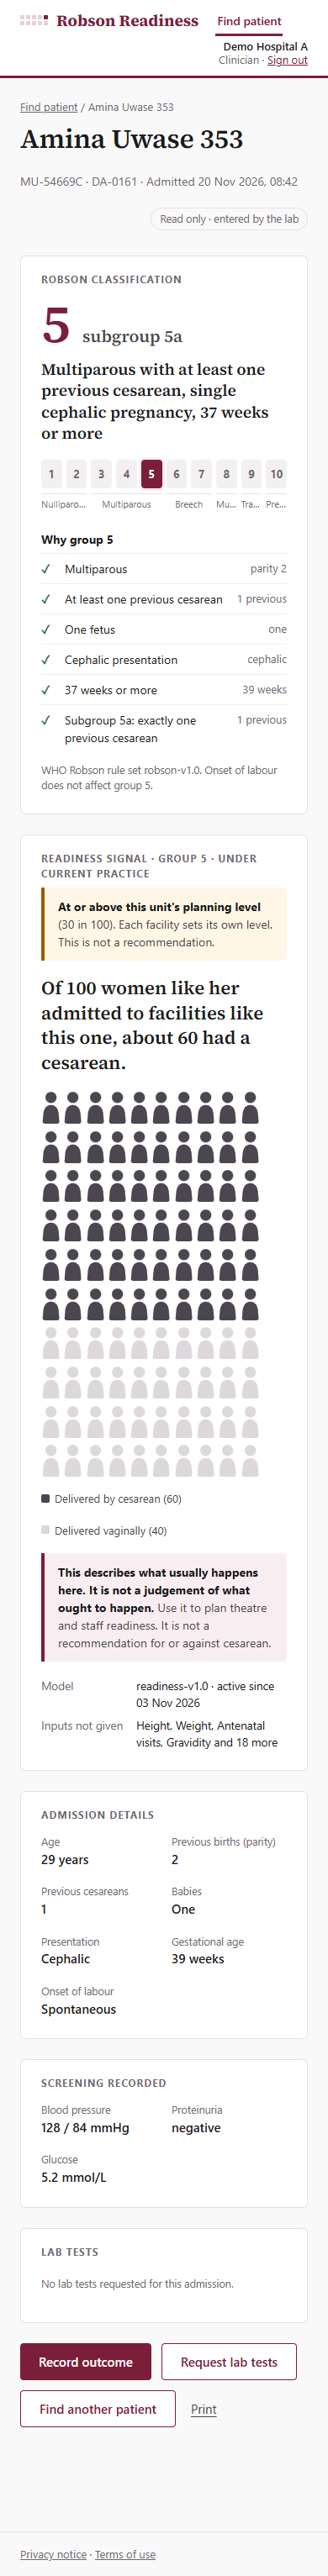 Robson Readiness
Find patient
Demo Hospital A
Clinician · Sign out
Find patient / Amina Uwase 353
Amina Uwase 353
MU-54669C · DA-0161 · Admitted 20 Nov 2026, 08:42
Read only · entered by the lab
ROBSON CLASSIFICATION
5 subgroup 5a
Multiparous with at least one
previous cesarean, single
cephalic pregnancy, 37 weeks
or more
1 2 3 4 5 6 7 8 9 10
Nullipa... Multiparous Breech Mu... Tra... Pre...
Why group 5
✓ Multiparous parity 2
✓ At least one previous cesarean 1 previous
✓ One fetus one
✓ Cephalic presentation cephalic
✓ 37 weeks or more 39 weeks
✓ Subgroup 5a: exactly one 1 previous
previous cesarean
WHO Robson rule set robson-v1.0. Onset of labour
does not affect group 5.
READINESS SIGNAL · GROUP 5 · UNDER
CURRENT PRACTICE
At or above this unit's planning level
(30 in 100). Each facility sets its own level.
This is not a recommendation.
Of 100 women like her
admitted to facilities like
this one, about 60 had a
cesarean.
Delivered by cesarean (60)
Delivered vaginally (40)
This describes what usually happens
here. It is not a judgement of what
ought to happen. Use it to plan theatre
and staff readiness. It is not a
recommendation for or against cesarean.
Model readiness-v1.0 · active since
03 Nov 2026
Inputs not given Height, Weight, Antenatal
visits, Gravidity and 18 more
ADMISSION DETAILS
Age Previous births (parity)
29 years 2
Previous cesareans Babies
1 One
Presentation Gestational age
Cephalic 39 weeks
Onset of labour
Spontaneous
SCREENING RECORDED
Blood pressure Proteinuria
128 / 84 mmHg negative
Glucose
5.2 mmol/L
LAB TESTS
No lab tests requested for this admission.
Record outcome Request lab tests
Find another patient Print
Privacy notice · Terms of use